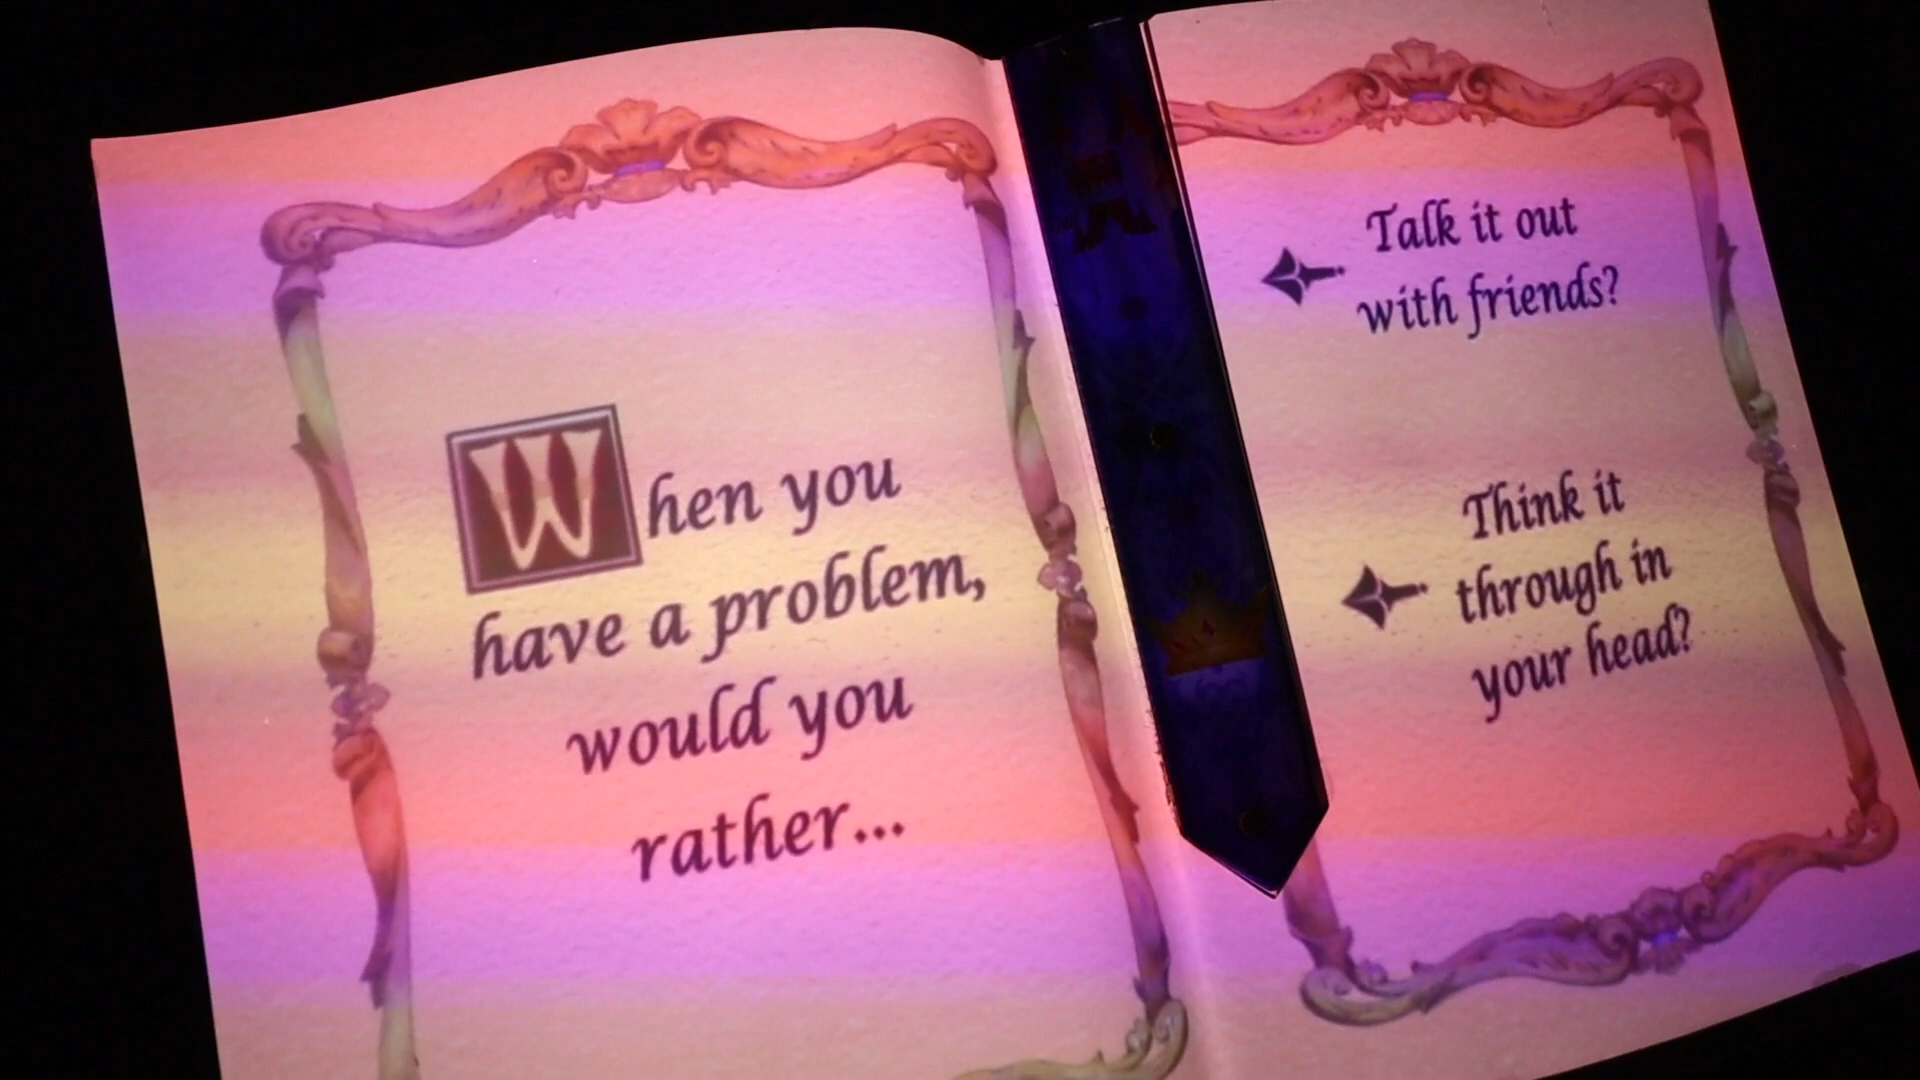 When you
have a problem,
would you
rather...
Talk it out
with friends?
Think it
through in
your head?